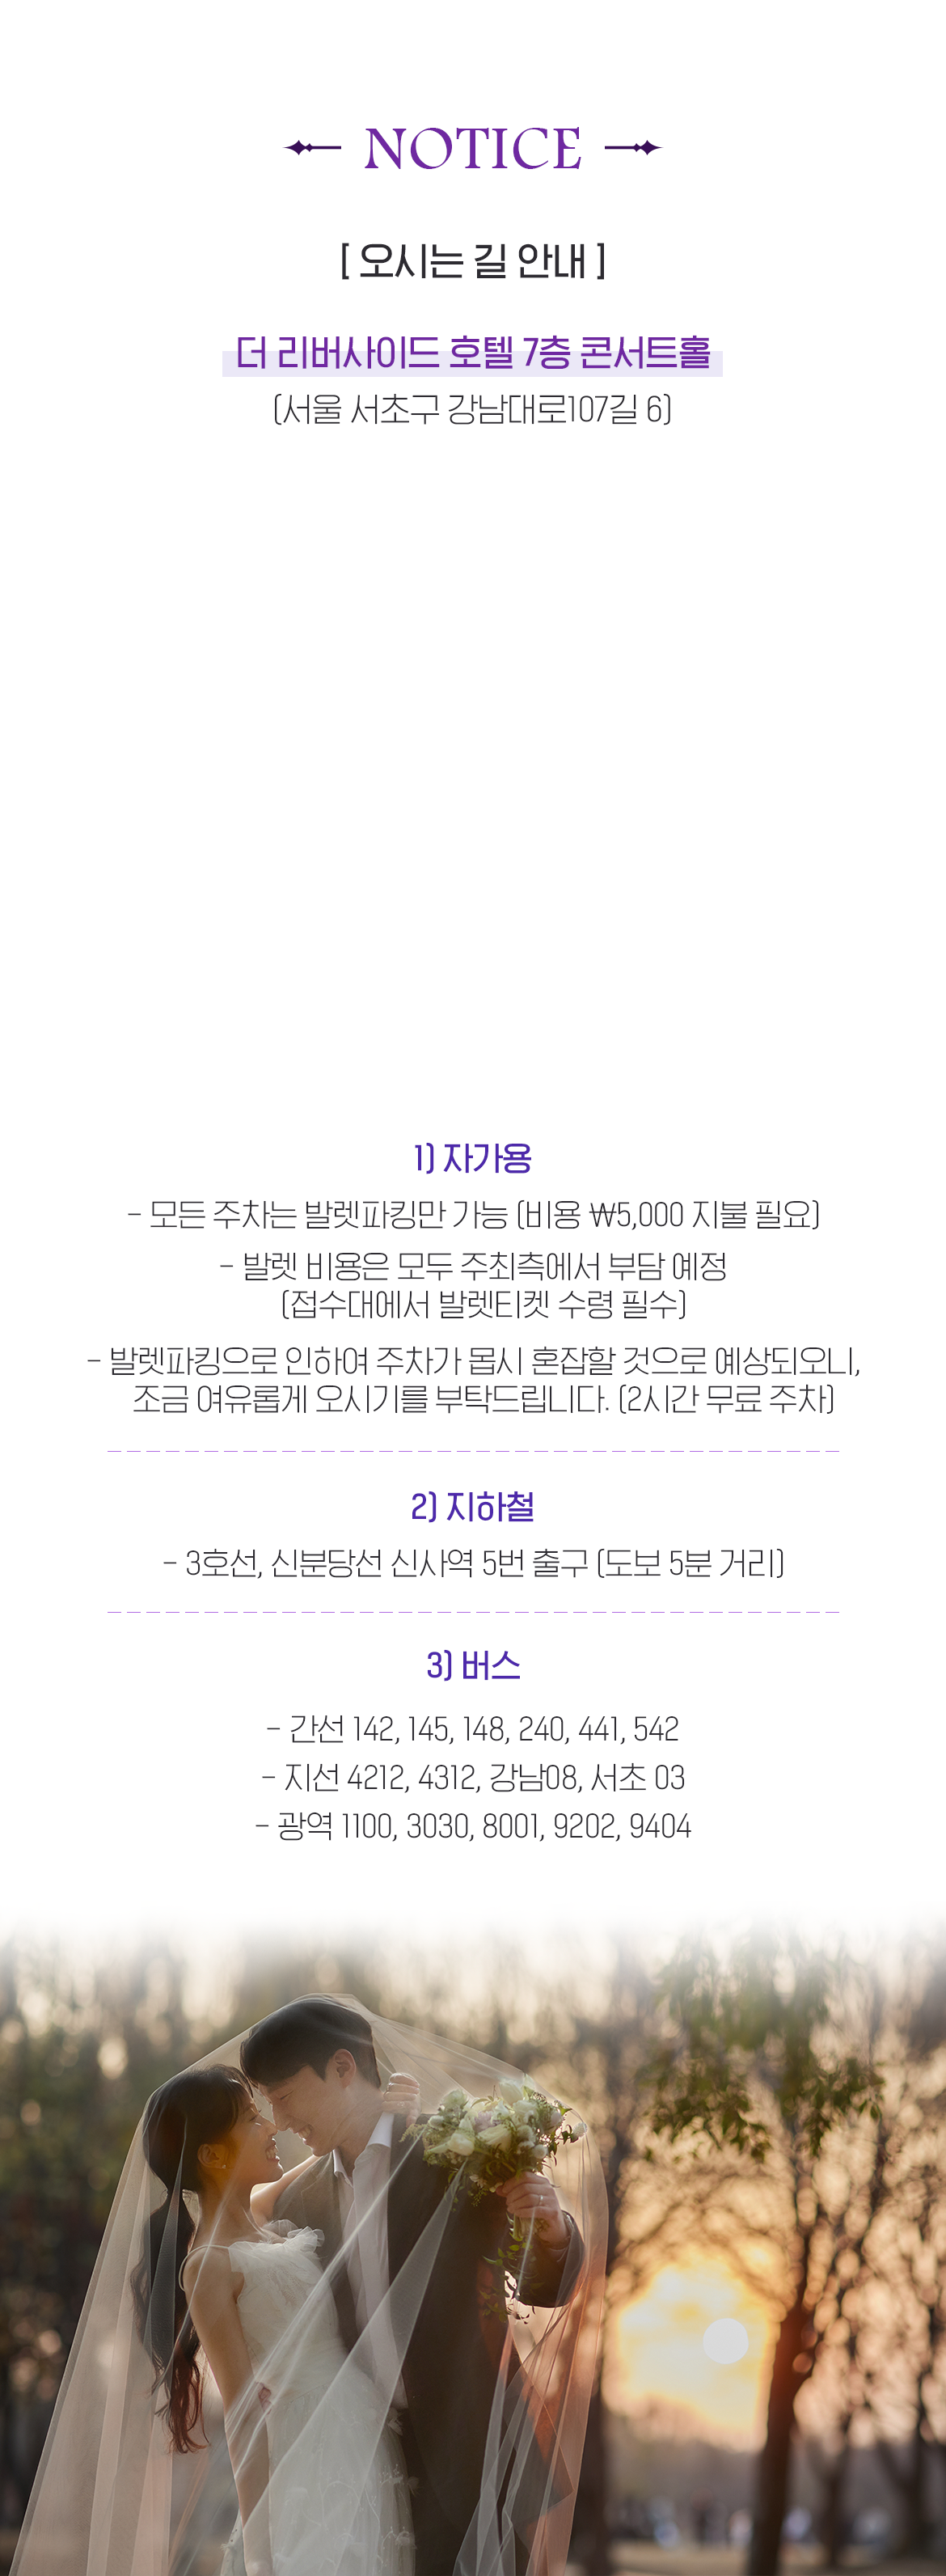 NOTICE
[ 오시는 길 안내 ]
더 리버사이드 호텔 7층 콘서트홀
(서울 서초구 강남대로107길 6)
1) 자가용
- 모든 주차는 발렛파킹만 가능 (비용 ₩5,000 지불 필요)
- 발렛 비용은 모두 주최측에서 부담 예정
(접수대에서 발렛티켓 수령 필수)
- 발렛파킹으로 인하여 주차가 몹시 혼잡할 것으로 예상되오니,
조금 여유롭게 오시기를 부탁드립니다. (2시간 무료 주차)
2) 지하철
- 3호선, 신분당선 신사역 5번 출구 (도보 5분 거리)
3) 버스
- 간선 142, 145, 148, 240, 441, 542
- 지선 4212, 4312, 강남08, 서초 03
- 광역 1100, 3030, 8001, 9202, 9404